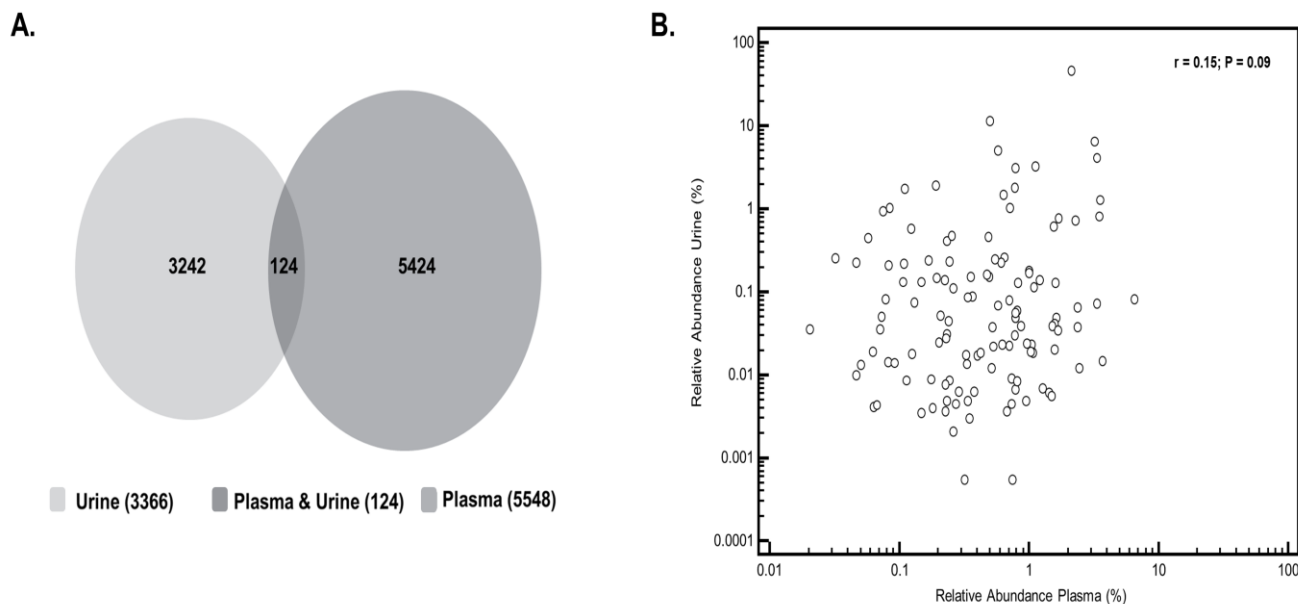 A.
3242
124
5424
Urine (3366)
Plasma & Urine (124)
Plasma (5548)
B.
r = 0.15; P = 0.09
Relative Abundance Urine (%)
100
10
1
0.1
0.01
0.001
0.0001
0.01
0.1
1
10
100
Relative Abundance Plasma (%)